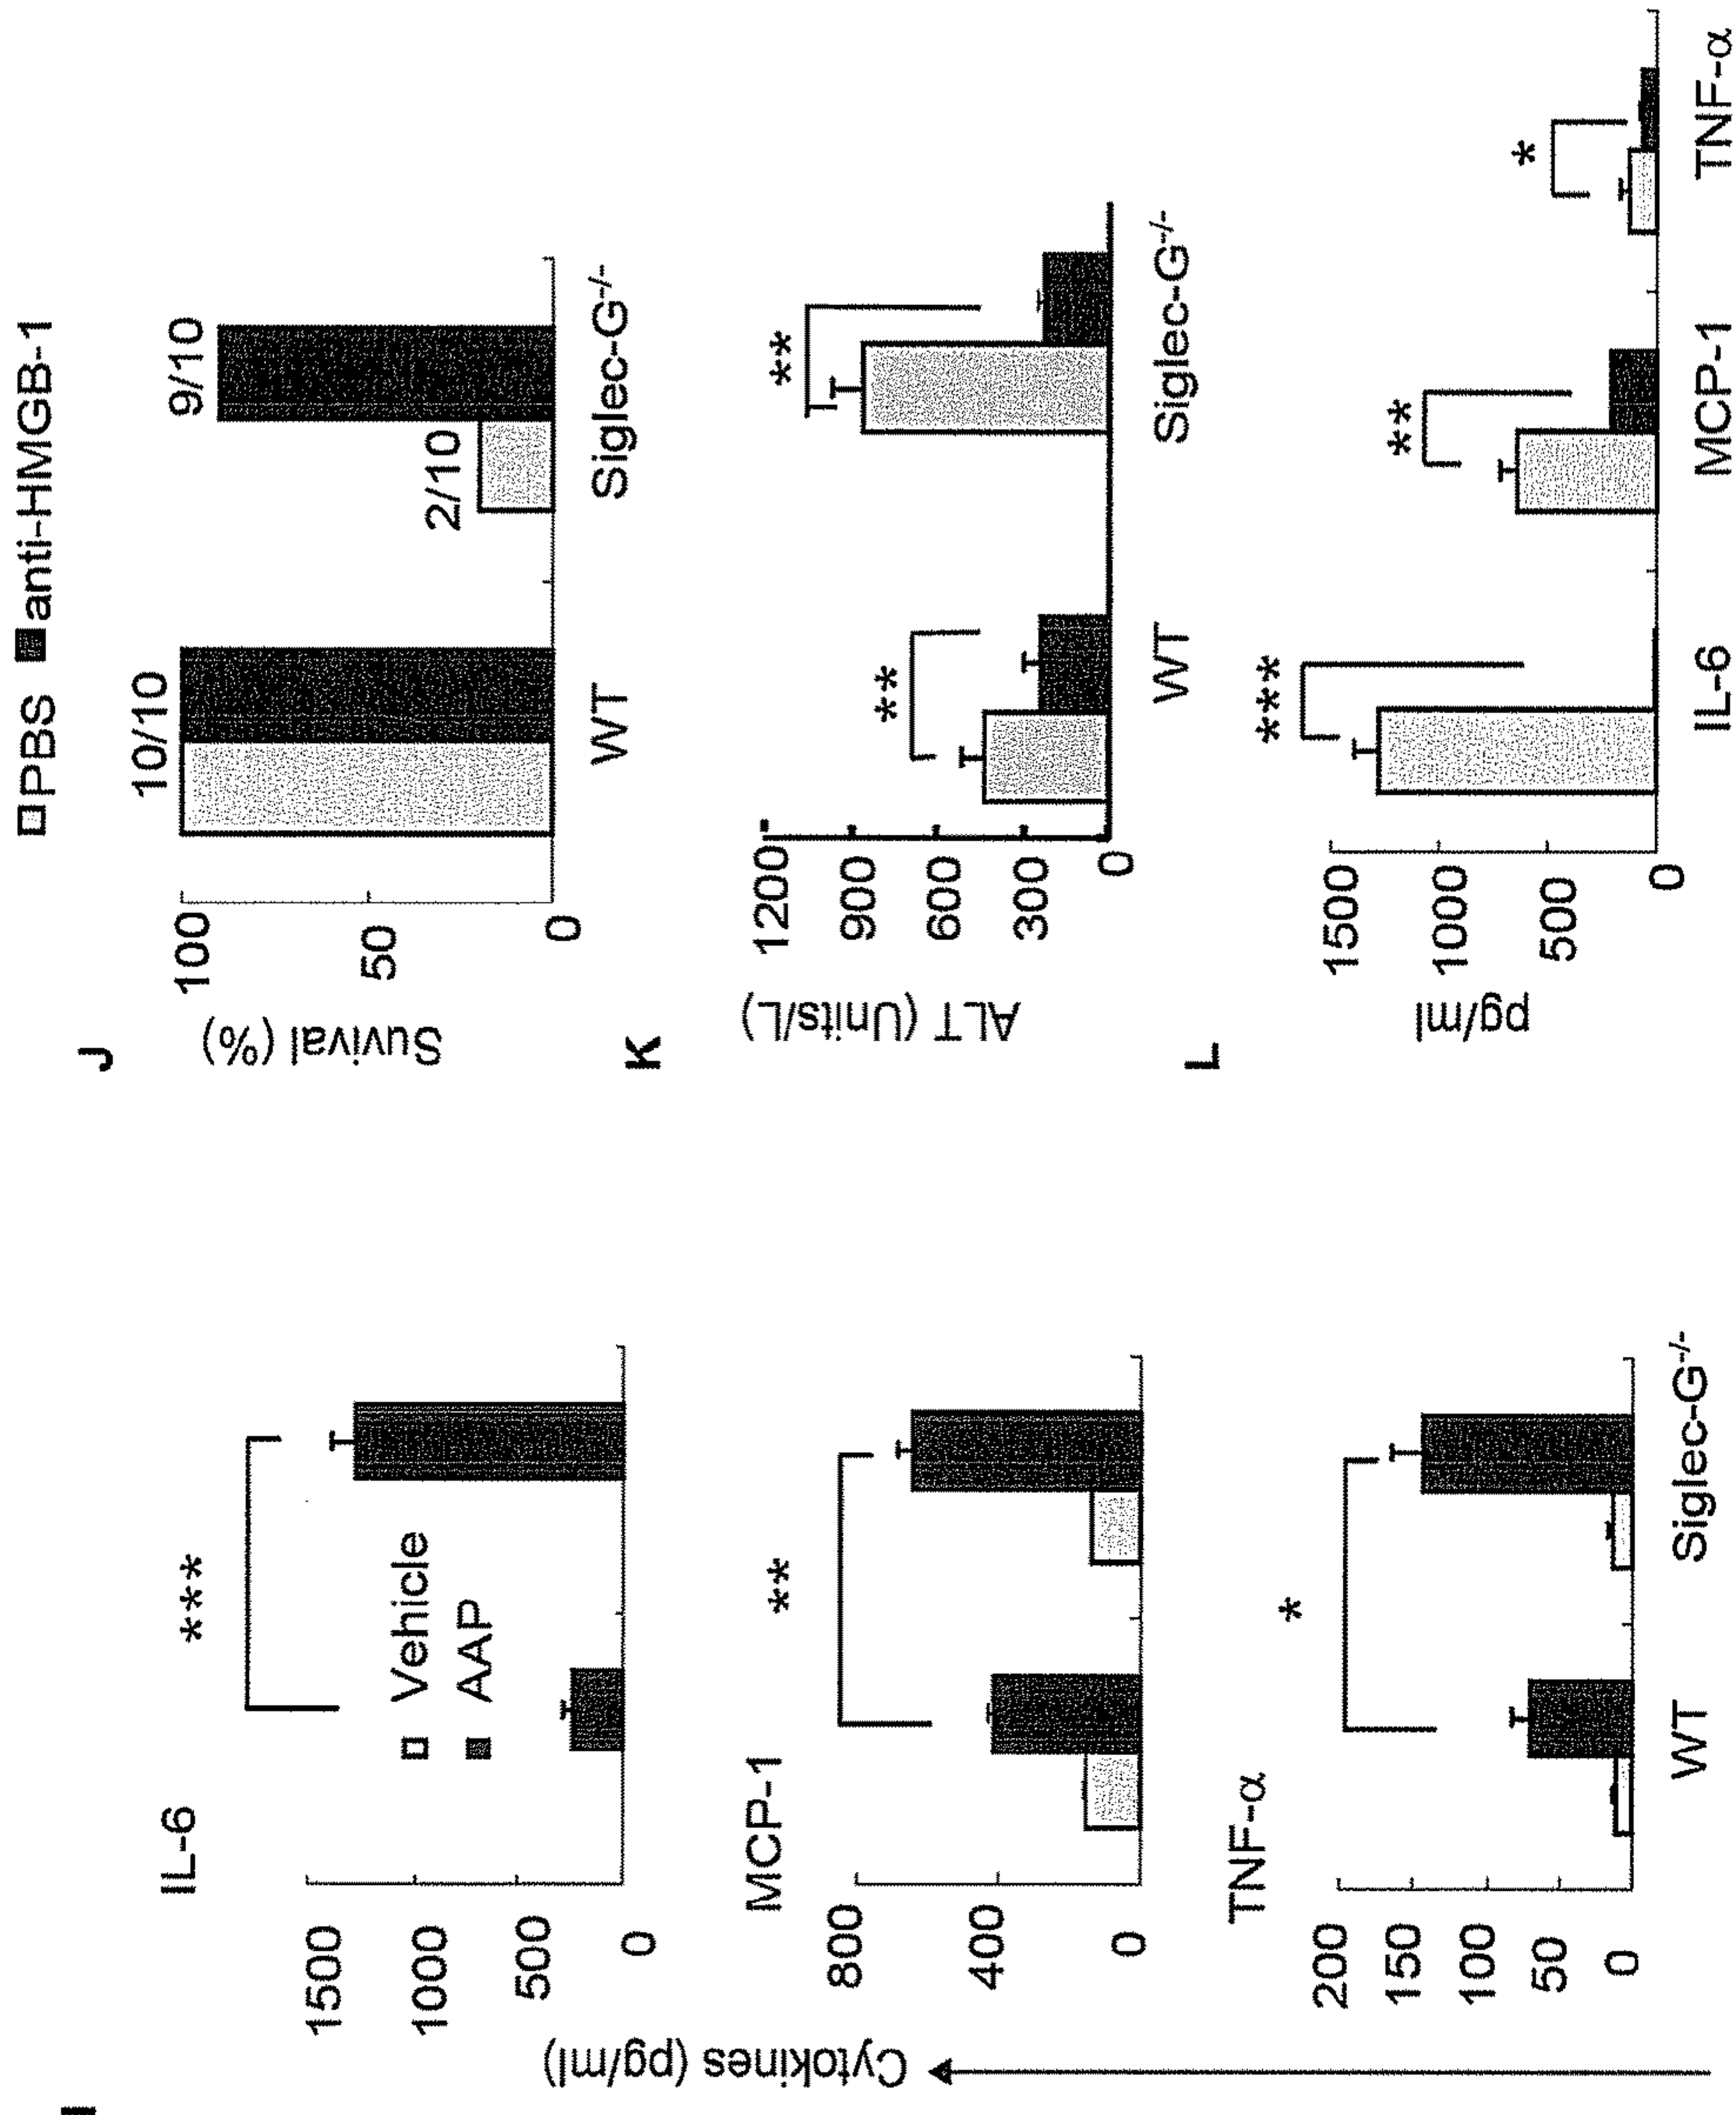 I
IL-6
***
1500
1000
500
0
Vehicle
AAP
MCP-1
**
800
400
0
TNF-α
*
200
150
100
50
0
WT
Siglec-G-/-
Cytokines (pg/ml)
PBS anti-HMGB-1
J
10/10
9/10
2/10
100
50
0
Suvival (%)
WT
Siglec-G-/-
K
**
**
1200
900
600
300
0
ALT (Units/L)
WT
Siglec-G-/-
L
***
**
*
1500
1000
500
0
pg/ml
IL-6
MCP-1
TNF-α